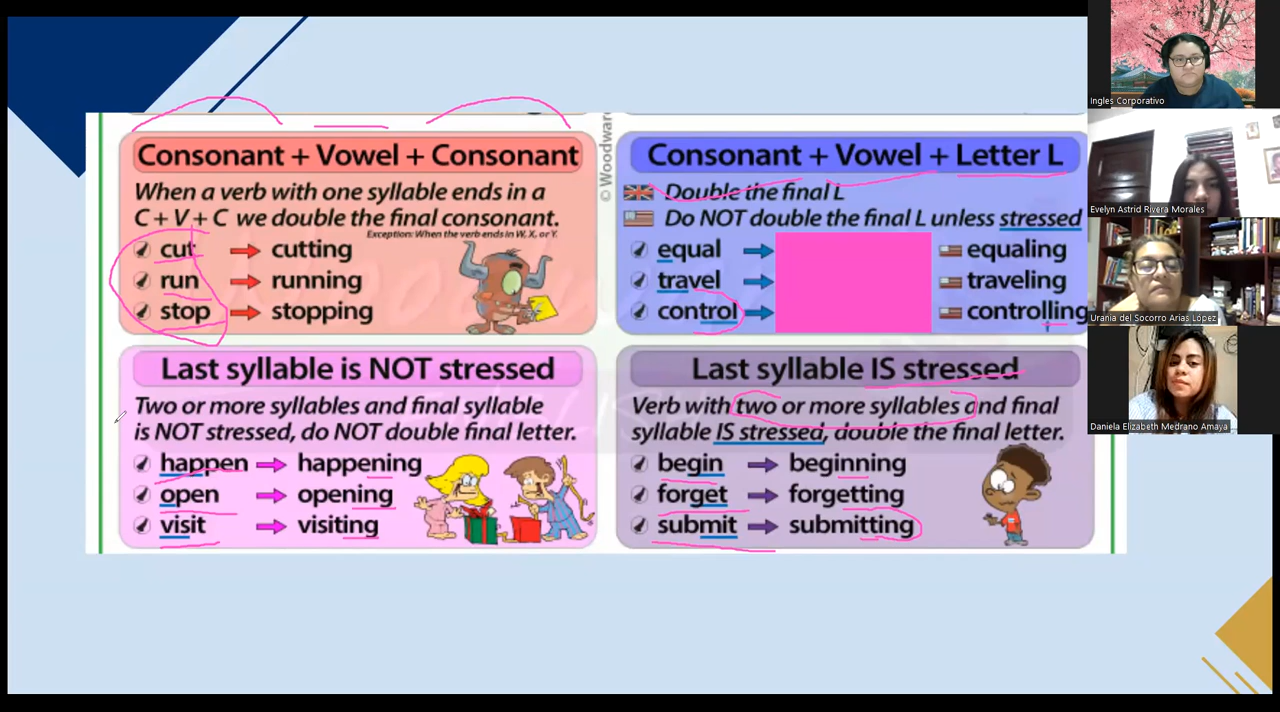 Consonant + Vowel + Consonant
When a verb with one syllable ends in a
C + V + C we double the final consonant.
Exception: When the verb ends in W, X, or Y.
cut cutting
run running
stop stopping
© Woodward
Consonant + Vowel + Letter L
Double the final L
Do NOT double the final L unless stressed
equal equaling
travel traveling
control controlling
Last syllable is NOT stressed
Two or more syllables and final syllable
is NOT stressed, do NOT double final letter.
happen happening
open opening
visit visiting
Last syllable IS stressed
Verb with two or more syllables and final
syllable IS stressed, double the final letter.
begin beginning
forget forgetting
submit submitting
Ingles Corporativo
Evelyn Astrid Rivera Morales
Urania del Socorro Arias López
Daniela Elizabeth Medrano Amaya